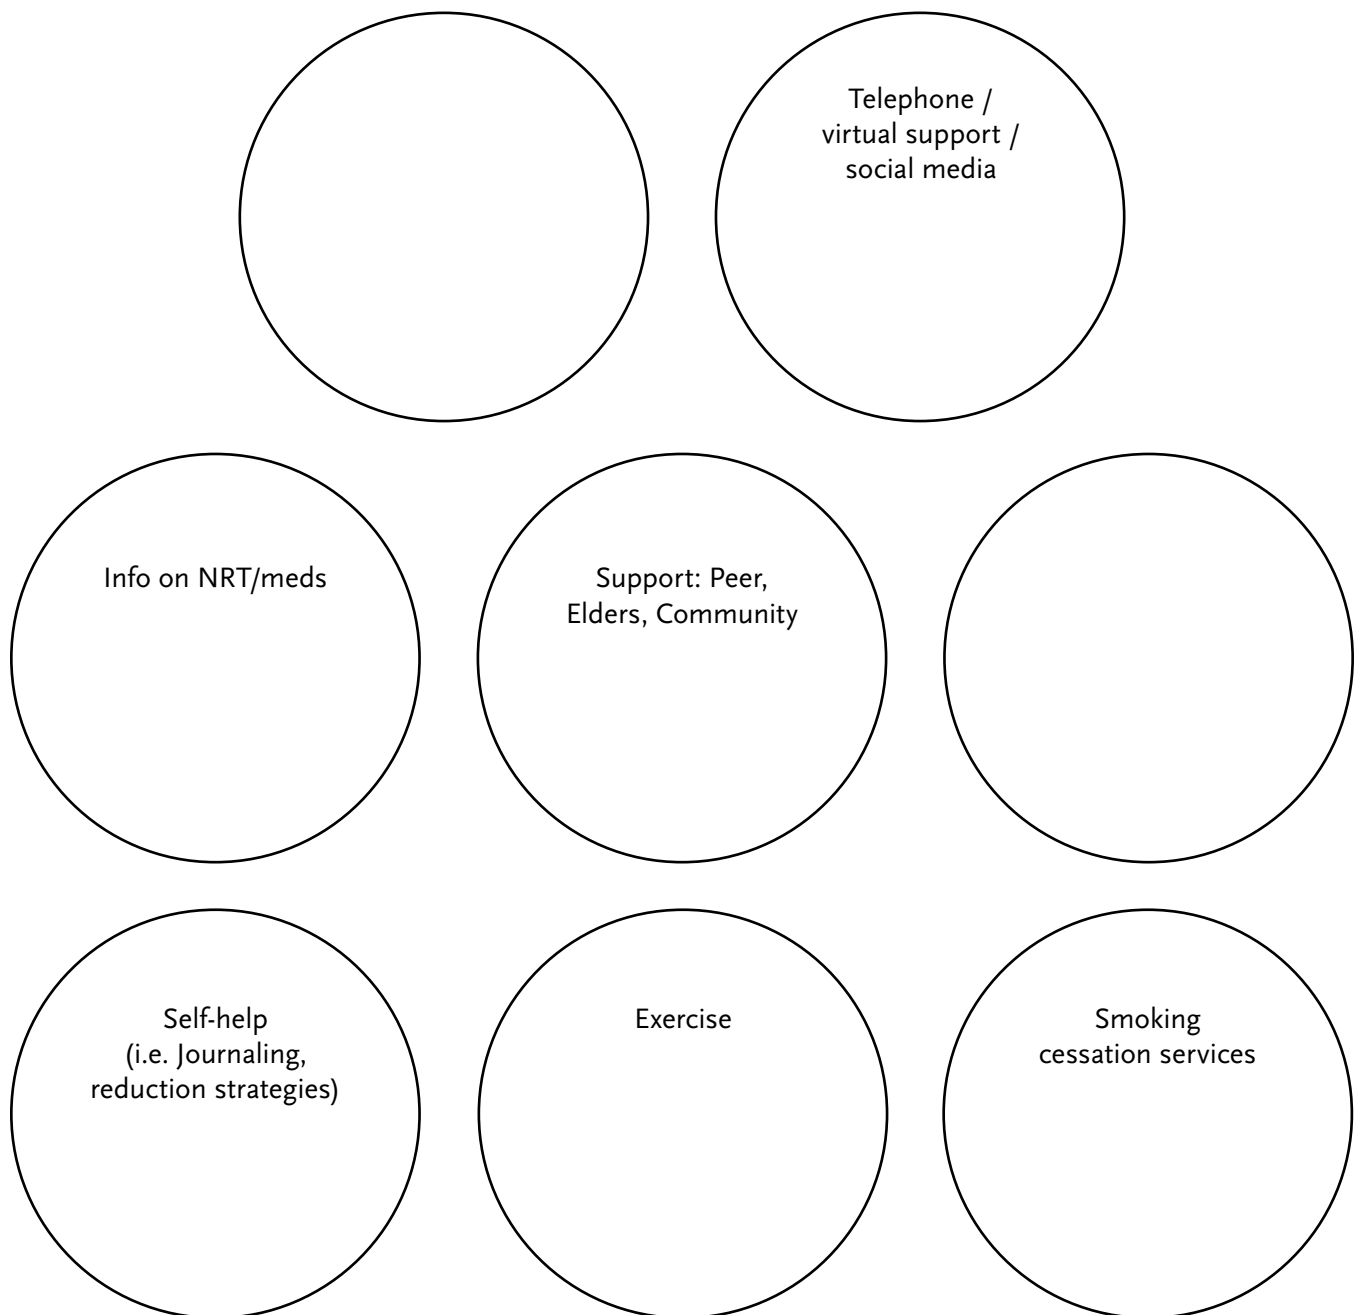 Telephone /
virtual support /
social media
Info on NRT/meds
Support: Peer,
Elders, Community
Self-help
(i.e. Journaling,
reduction strategies)
Exercise
Smoking
cessation services